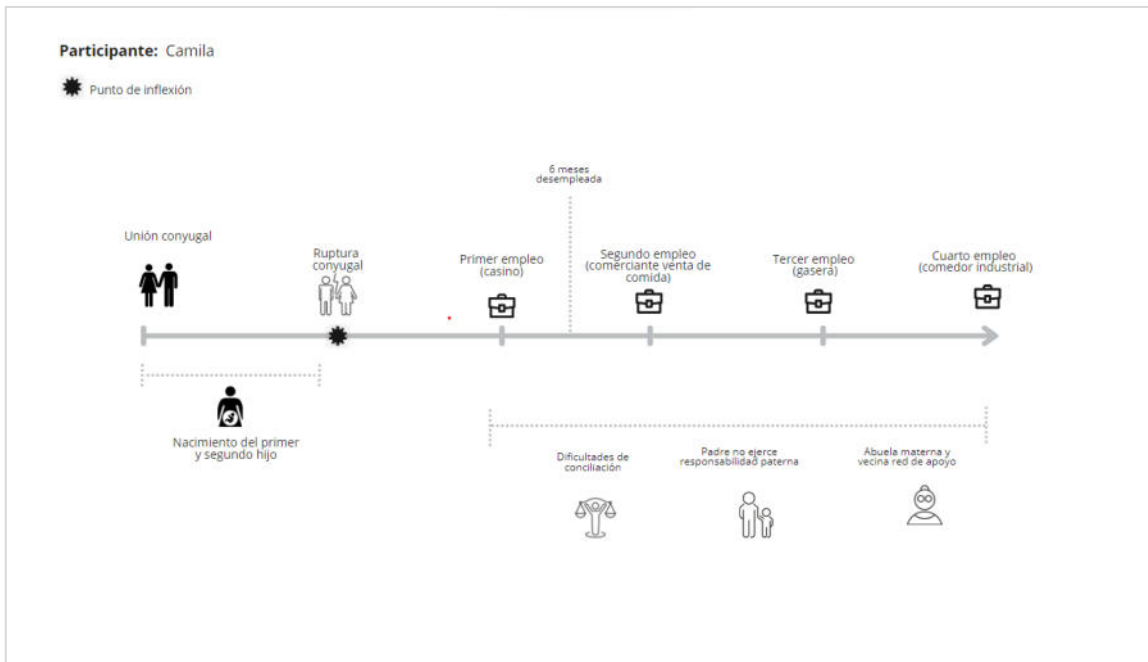 Participante: Camila
Punto de inflexión
6 meses
desempleada
Unión conyugal
Ruptura
conyugal
Primer empleo
(casino)
Segundo empleo
(comerciante venta de
comida)
Tercer empleo
(gasera)
Cuarto empleo
(comedor industrial)
Nacimiento del primer
y segundo hijo
Dificultades de
conciliación
Padre no ejerce
responsabilidad paterna
Abuela materna y
vecina red de apoyo